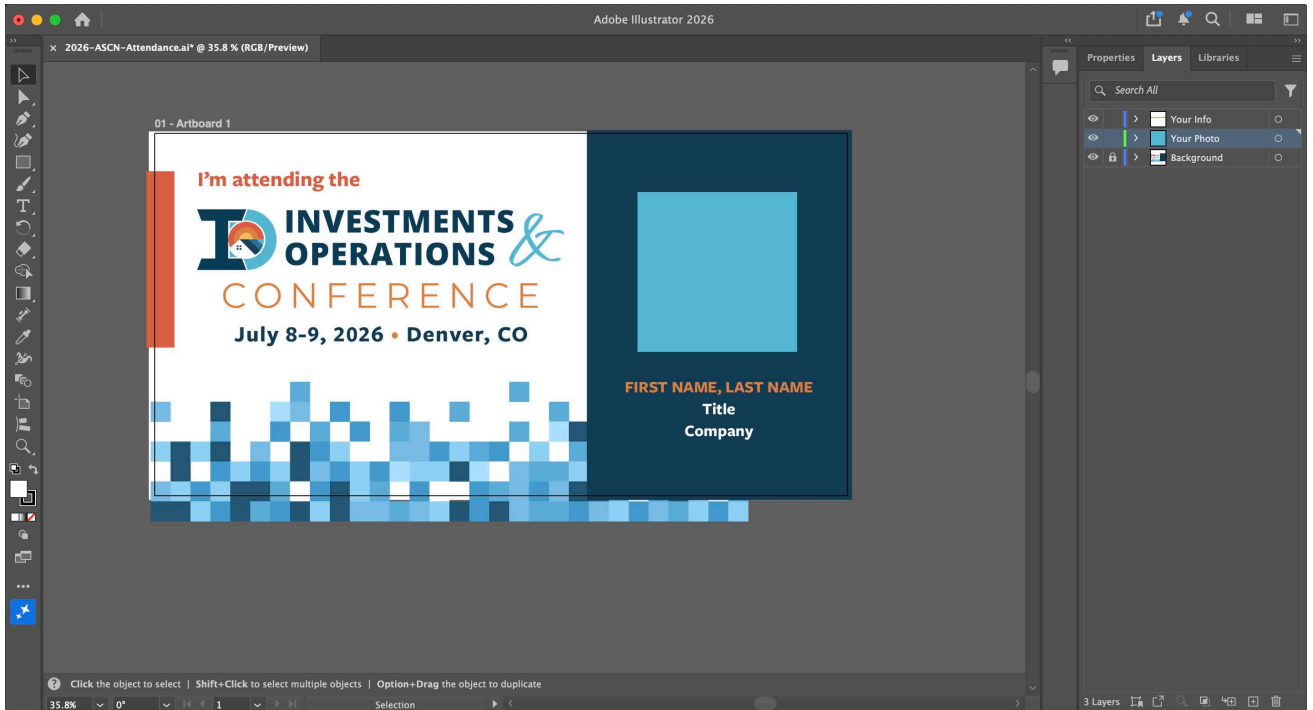 Adobe Illustrator 2026
2026-ASCN-Attendance.ai* @ 35.8 % (RGB/Preview)
Properties Layers Libraries
Search All
Your Info
Your Photo
Background
01 - Artboard 1
I'm attending the
INVESTMENTS
OPERATIONS &
CONFERENCE
July 8-9, 2026 • Denver, CO
FIRST NAME, LAST NAME
Title
Company
Click the object to select | Shift+Click to select multiple objects | Option+Drag the object to duplicate
35.8% 0° 1 Selection
3 Layers